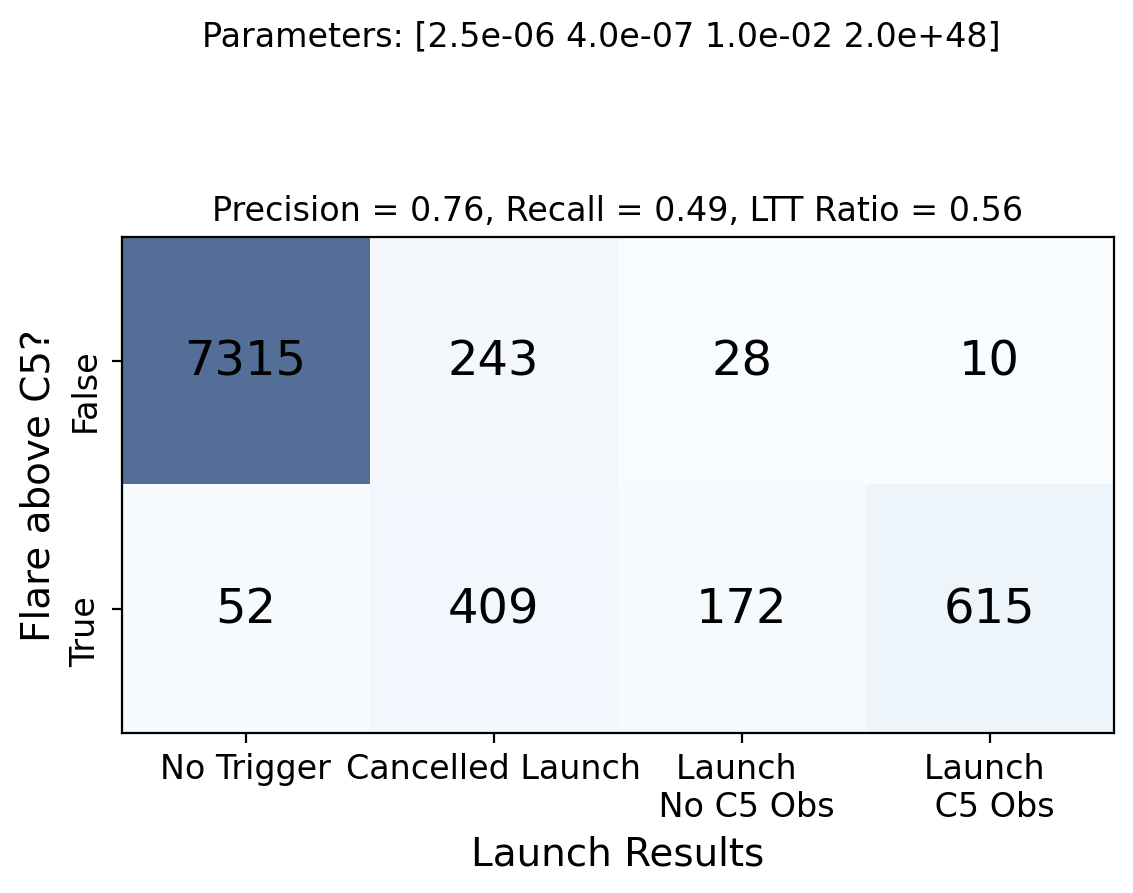 Parameters: [2.5e-06 4.0e-07 1.0e-02 2.0e+48]
Precision = 0.76, Recall = 0.49, LTT Ratio = 0.56
Flare above C5?
False
7315
243
28
10
True
52
409
172
615
No Trigger
Cancelled Launch
Launch
No C5 Obs
Launch
C5 Obs
Launch Results